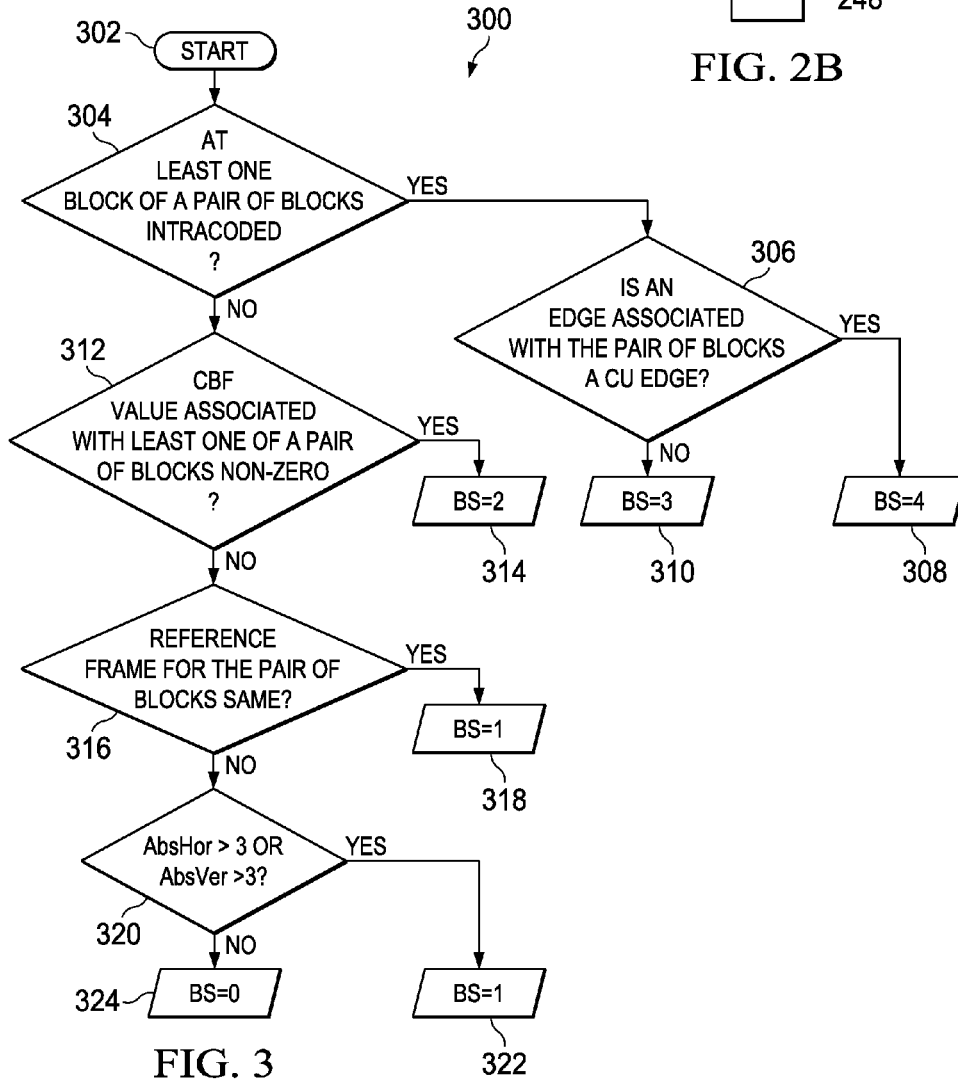 246
FIG. 2B
300
302
START
304
AT
LEAST ONE
BLOCK OF A PAIR OF BLOCKS
INTRACODED
?
YES
NO
306
IS AN
EDGE ASSOCIATED
WITH THE PAIR OF BLOCKS
A CU EDGE?
YES
NO
312
CBF
VALUE ASSOCIATED
WITH LEAST ONE OF A PAIR
OF BLOCKS NON-ZERO
?
YES
NO
BS=2
314
BS=3
310
BS=4
308
REFERENCE
FRAME FOR THE PAIR OF
BLOCKS SAME?
316
YES
NO
BS=1
318
AbsHor > 3 OR
AbsVer >3?
320
YES
NO
324
BS=0
BS=1
322
FIG. 3